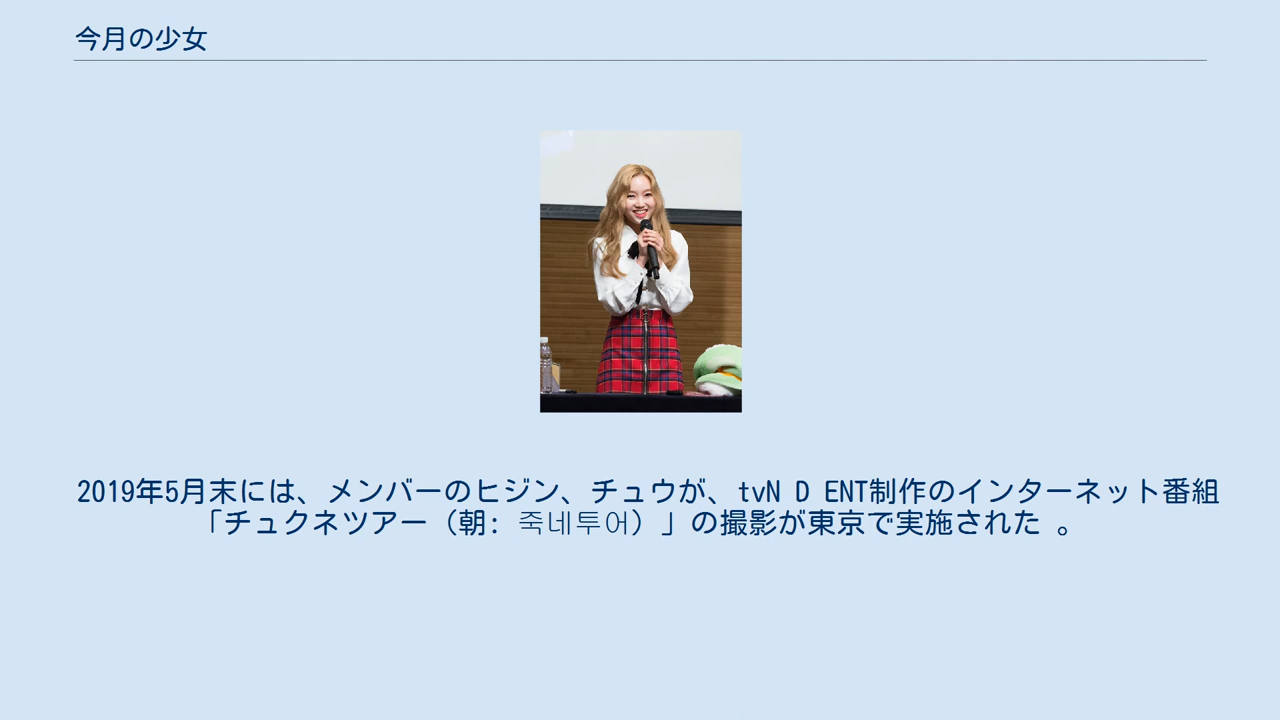 今月の少女
2019年5月末には、メンバーのヒジン、チュウが、tvN D ENT制作のインターネット番組
「チュクネツアー（朝: 죽네투어）」の撮影が東京で実施された 。